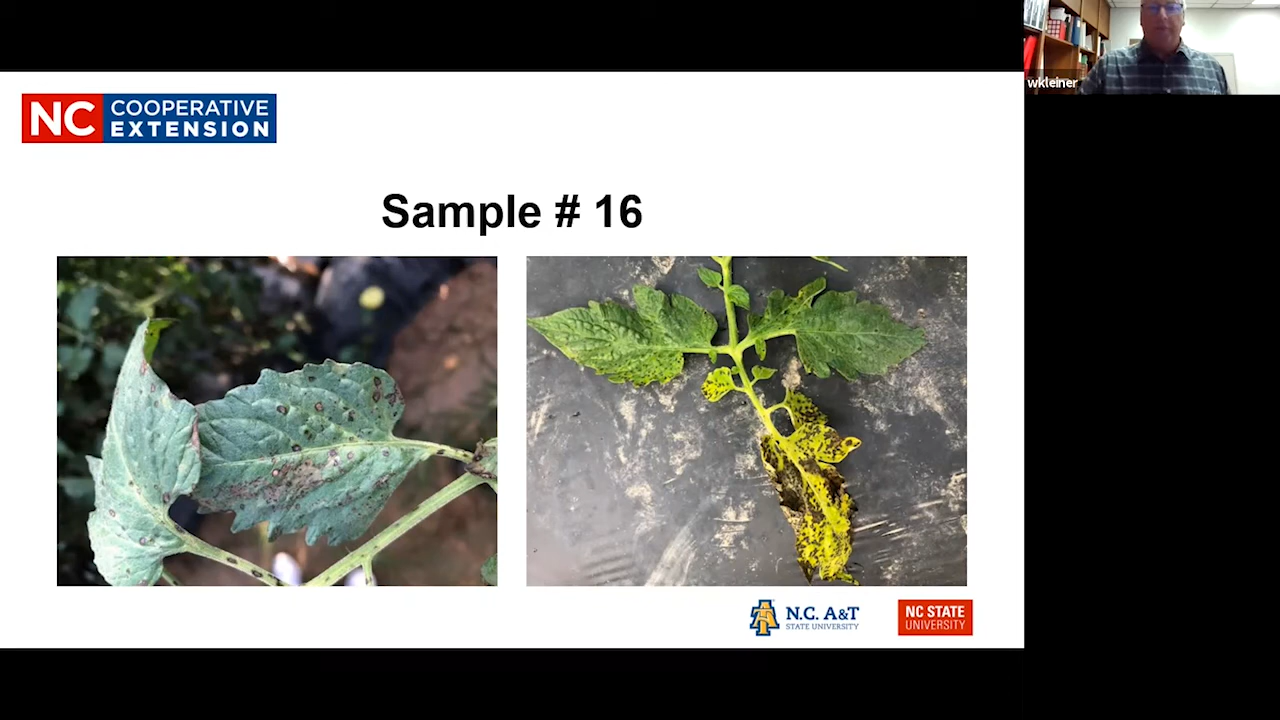 wkleiner
NC COOPERATIVE
EXTENSION
Sample # 16
N.C. A&T
STATE UNIVERSITY
NC STATE
UNIVERSITY